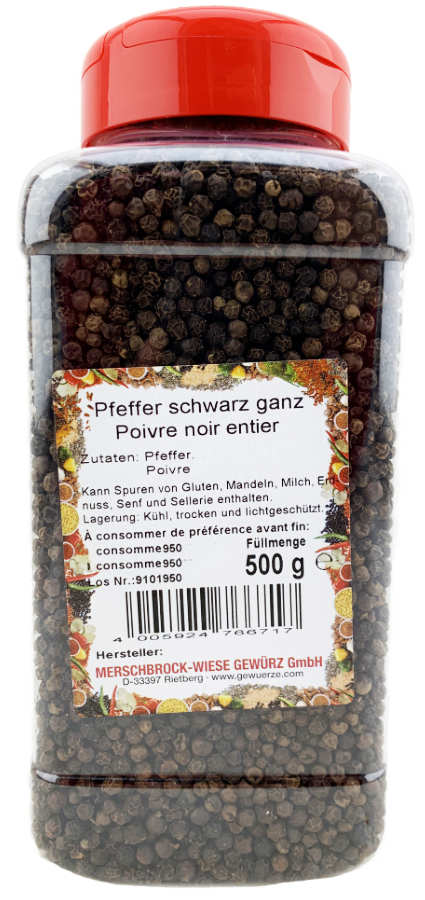 Pfeffer schwarz ganz
Poivre noir entier
Zutaten: Pfeffer.
Poivre
Kann Spuren von Gluten, Mandeln, Milch, Erd
nuss, Senf und Sellerie enthalten.
Lagerung: Kühl, trocken und lichtgeschützt.
À consommer de préférence avant fin:
consomme950 Füllmenge
consomme950 500 g ℮
Los Nr.:9101950
4 005924 766717
Hersteller:
MERSCHBROCK-WIESE GEWÜRZ GmbH
D-33397 Rietberg · www.gewuerze.com